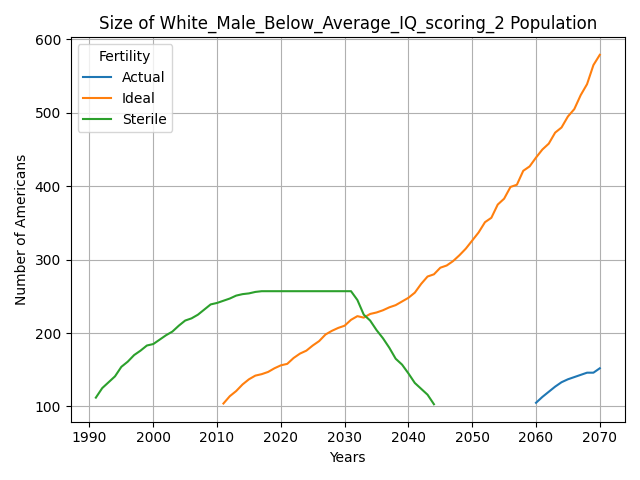 Size of White_Male_Below_Average_IQ_scoring_2 Population
Fertility
Actual
Ideal
Sterile
Number of Americans
600
500
400
300
200
100
1990 2000 2010 2020 2030 2040 2050 2060 2070
Years